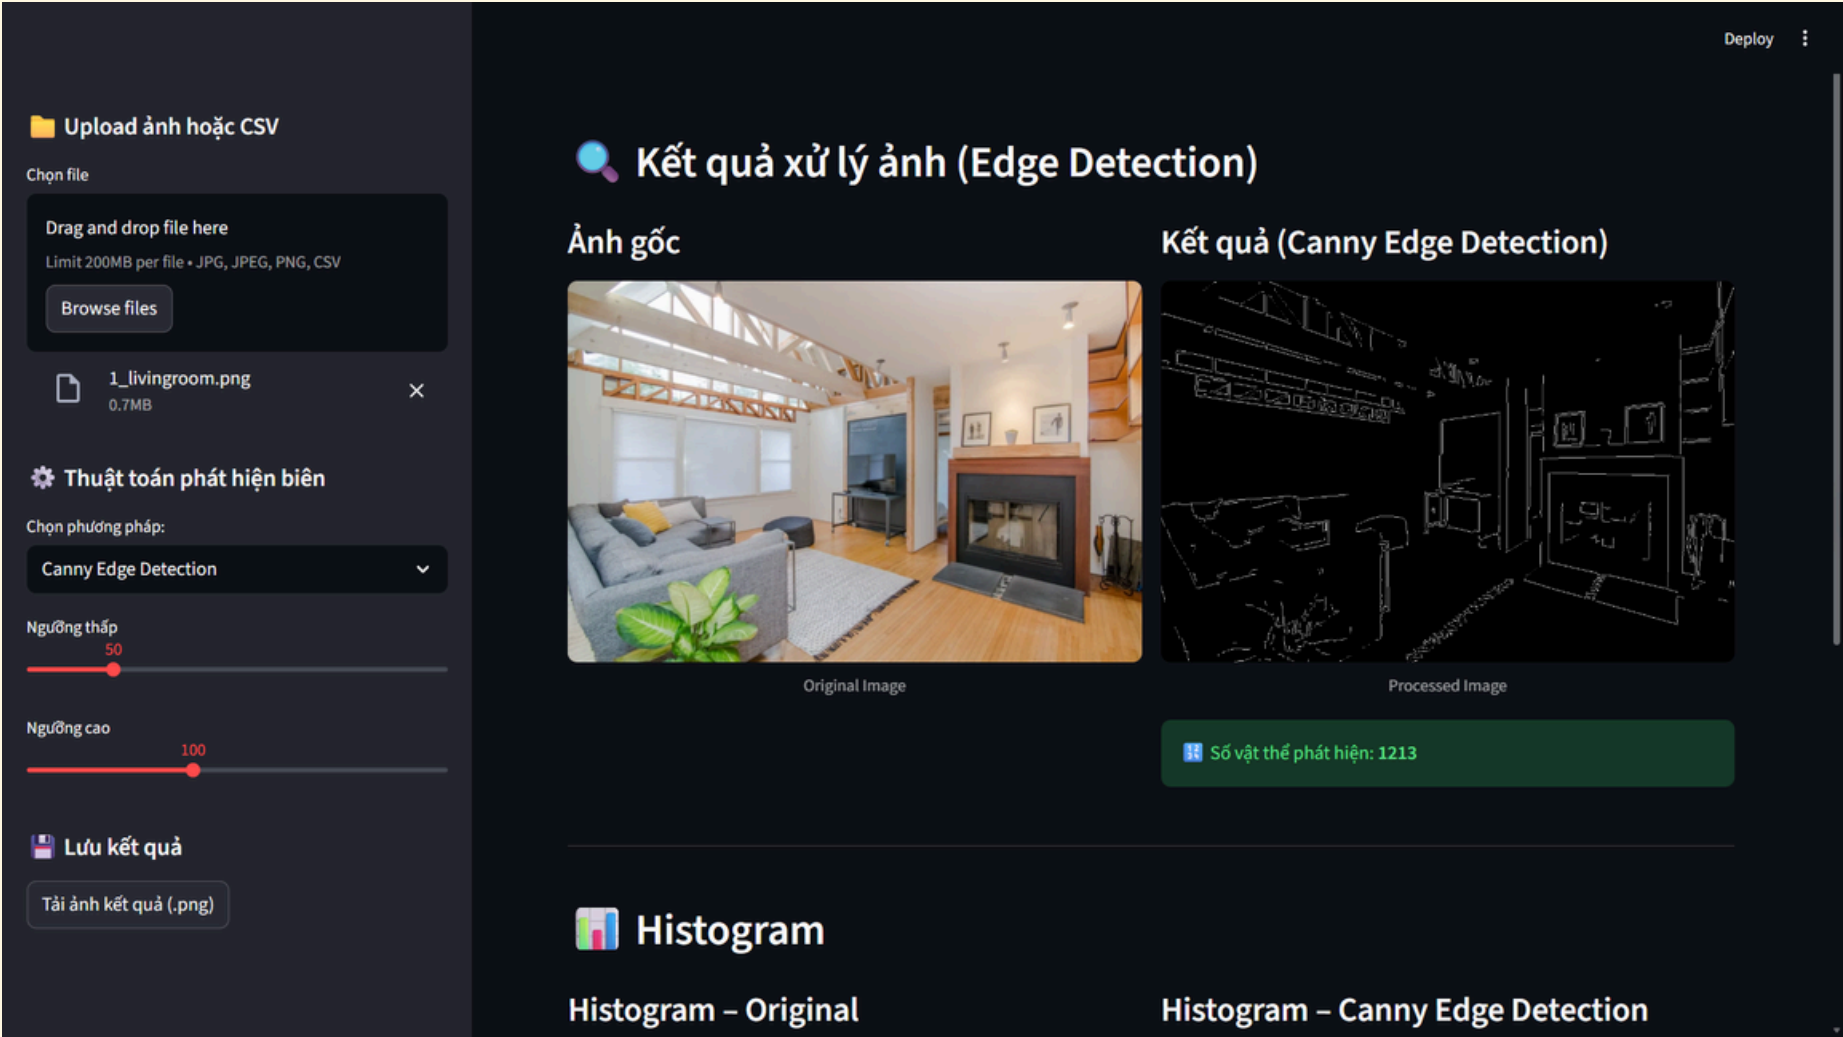 Deploy
Upload ảnh hoặc CSV
Chọn file
Drag and drop file here
Limit 200MB per file • JPG, JPEG, PNG, CSV
Browse files
1_livingroom.png
0.7MB
Thuật toán phát hiện biên
Chọn phương pháp:
Canny Edge Detection
Ngưỡng thấp
50
Ngưỡng cao
100
Lưu kết quả
Tải ảnh kết quả (.png)
Kết quả xử lý ảnh (Edge Detection)
Ảnh gốc
Kết quả (Canny Edge Detection)
Original Image
Processed Image
Số vật thể phát hiện: 1213
Histogram
Histogram – Original
Histogram – Canny Edge Detection